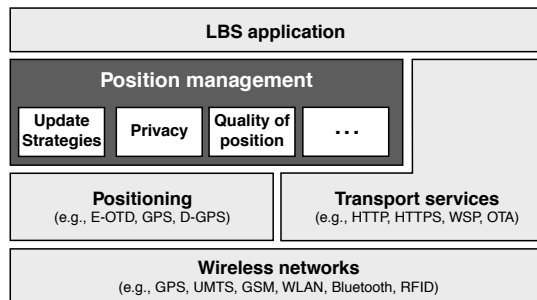 LBS application
Position management
Update
Strategies
Privacy
Quality of
position
...
Positioning
(e.g., E-OTD, GPS, D-GPS)
Transport services
(e.g., HTTP, HTTPS, WSP, OTA)
Wireless networks
(e.g., GPS, UMTS, GSM, WLAN, Bluetooth, RFID)